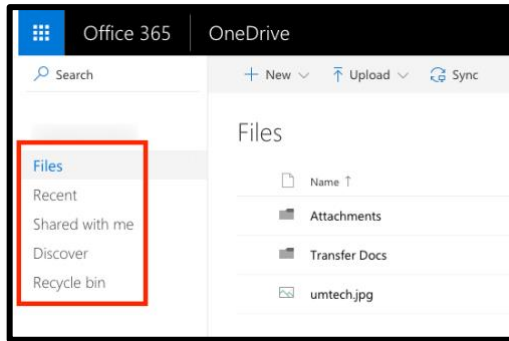 Office 365 OneDrive
Search
New Upload Sync
Files
Files
Recent
Shared with me
Discover
Recycle bin
Name ↑
Attachments
Transfer Docs
umtech.jpg